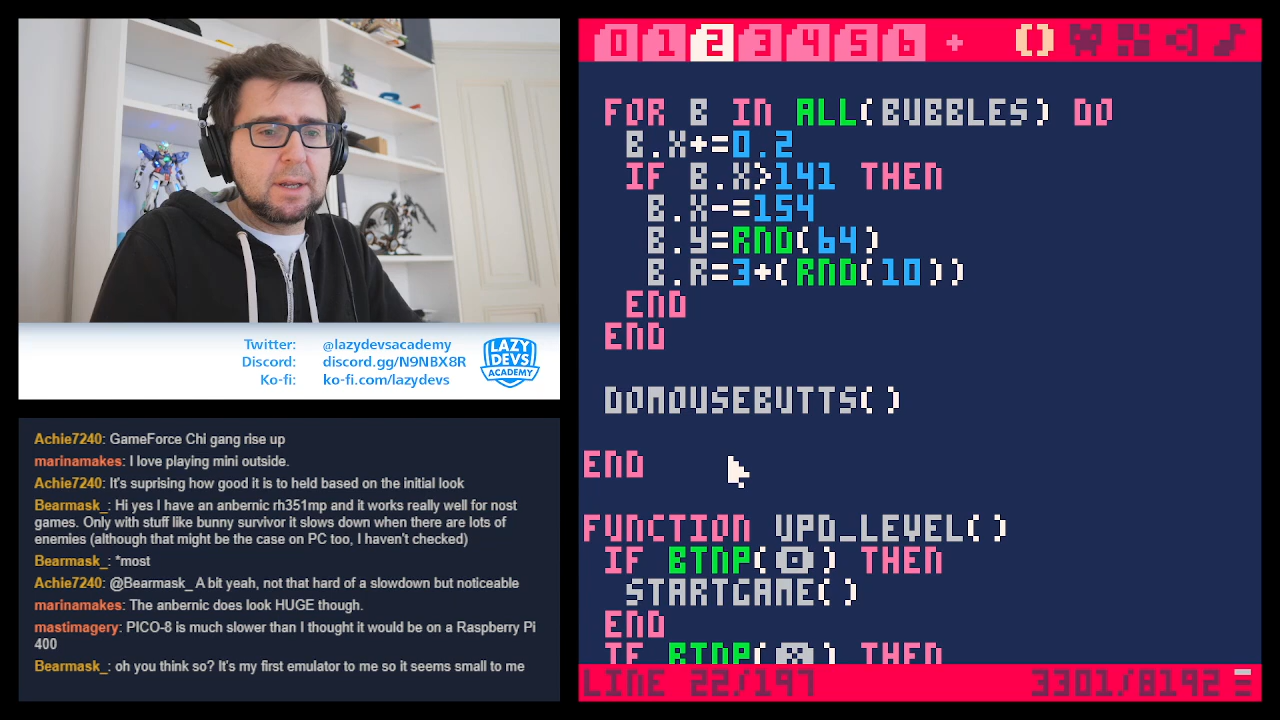 Twitter: @lazydevsacademy
Discord: discord.gg/N9NBX8R
Ko-fi: ko-fi.com/lazydevs
LAZY
DEVS
ACADEMY
Achie7240: GameForce Chi gang rise up
marinamakes: I love playing mini outside.
Achie7240: It's suprising how good it is to held based on the initial look
Bearmask_: Hi yes I have an anbernic rh351mp and it works really well for nost
games. Only with stuff like bunny survivor it slows down when there are lots of
enemies (although that might be the case on PC too, I haven't checked)
Bearmask_: *most
Achie7240: @Bearmask_ A bit yeah, not that hard of a slowdown but noticeable
marinamakes: The anbernic does look HUGE though.
mastimagery: PICO-8 is much slower than I thought it would be on a Raspberry Pi
400
Bearmask_: oh you think so? It's my first emulator to me so it seems small to me
0 1 2 3 4 5 6 +
FOR B IN ALL(BUBBLES) DO
B.X+=0.2
IF B.X>141 THEN
B.X-=154
B.Y=RND(64)
B.R=3+(RND(10))
END
END
DOMOUSEBUTTS()
END
FUNCTION UPD_LEVEL()
IF BTNP(🅾️) THEN
STARTGAME()
END
IF BTNP(❎) THEN
LINE 22/197 3301/8192